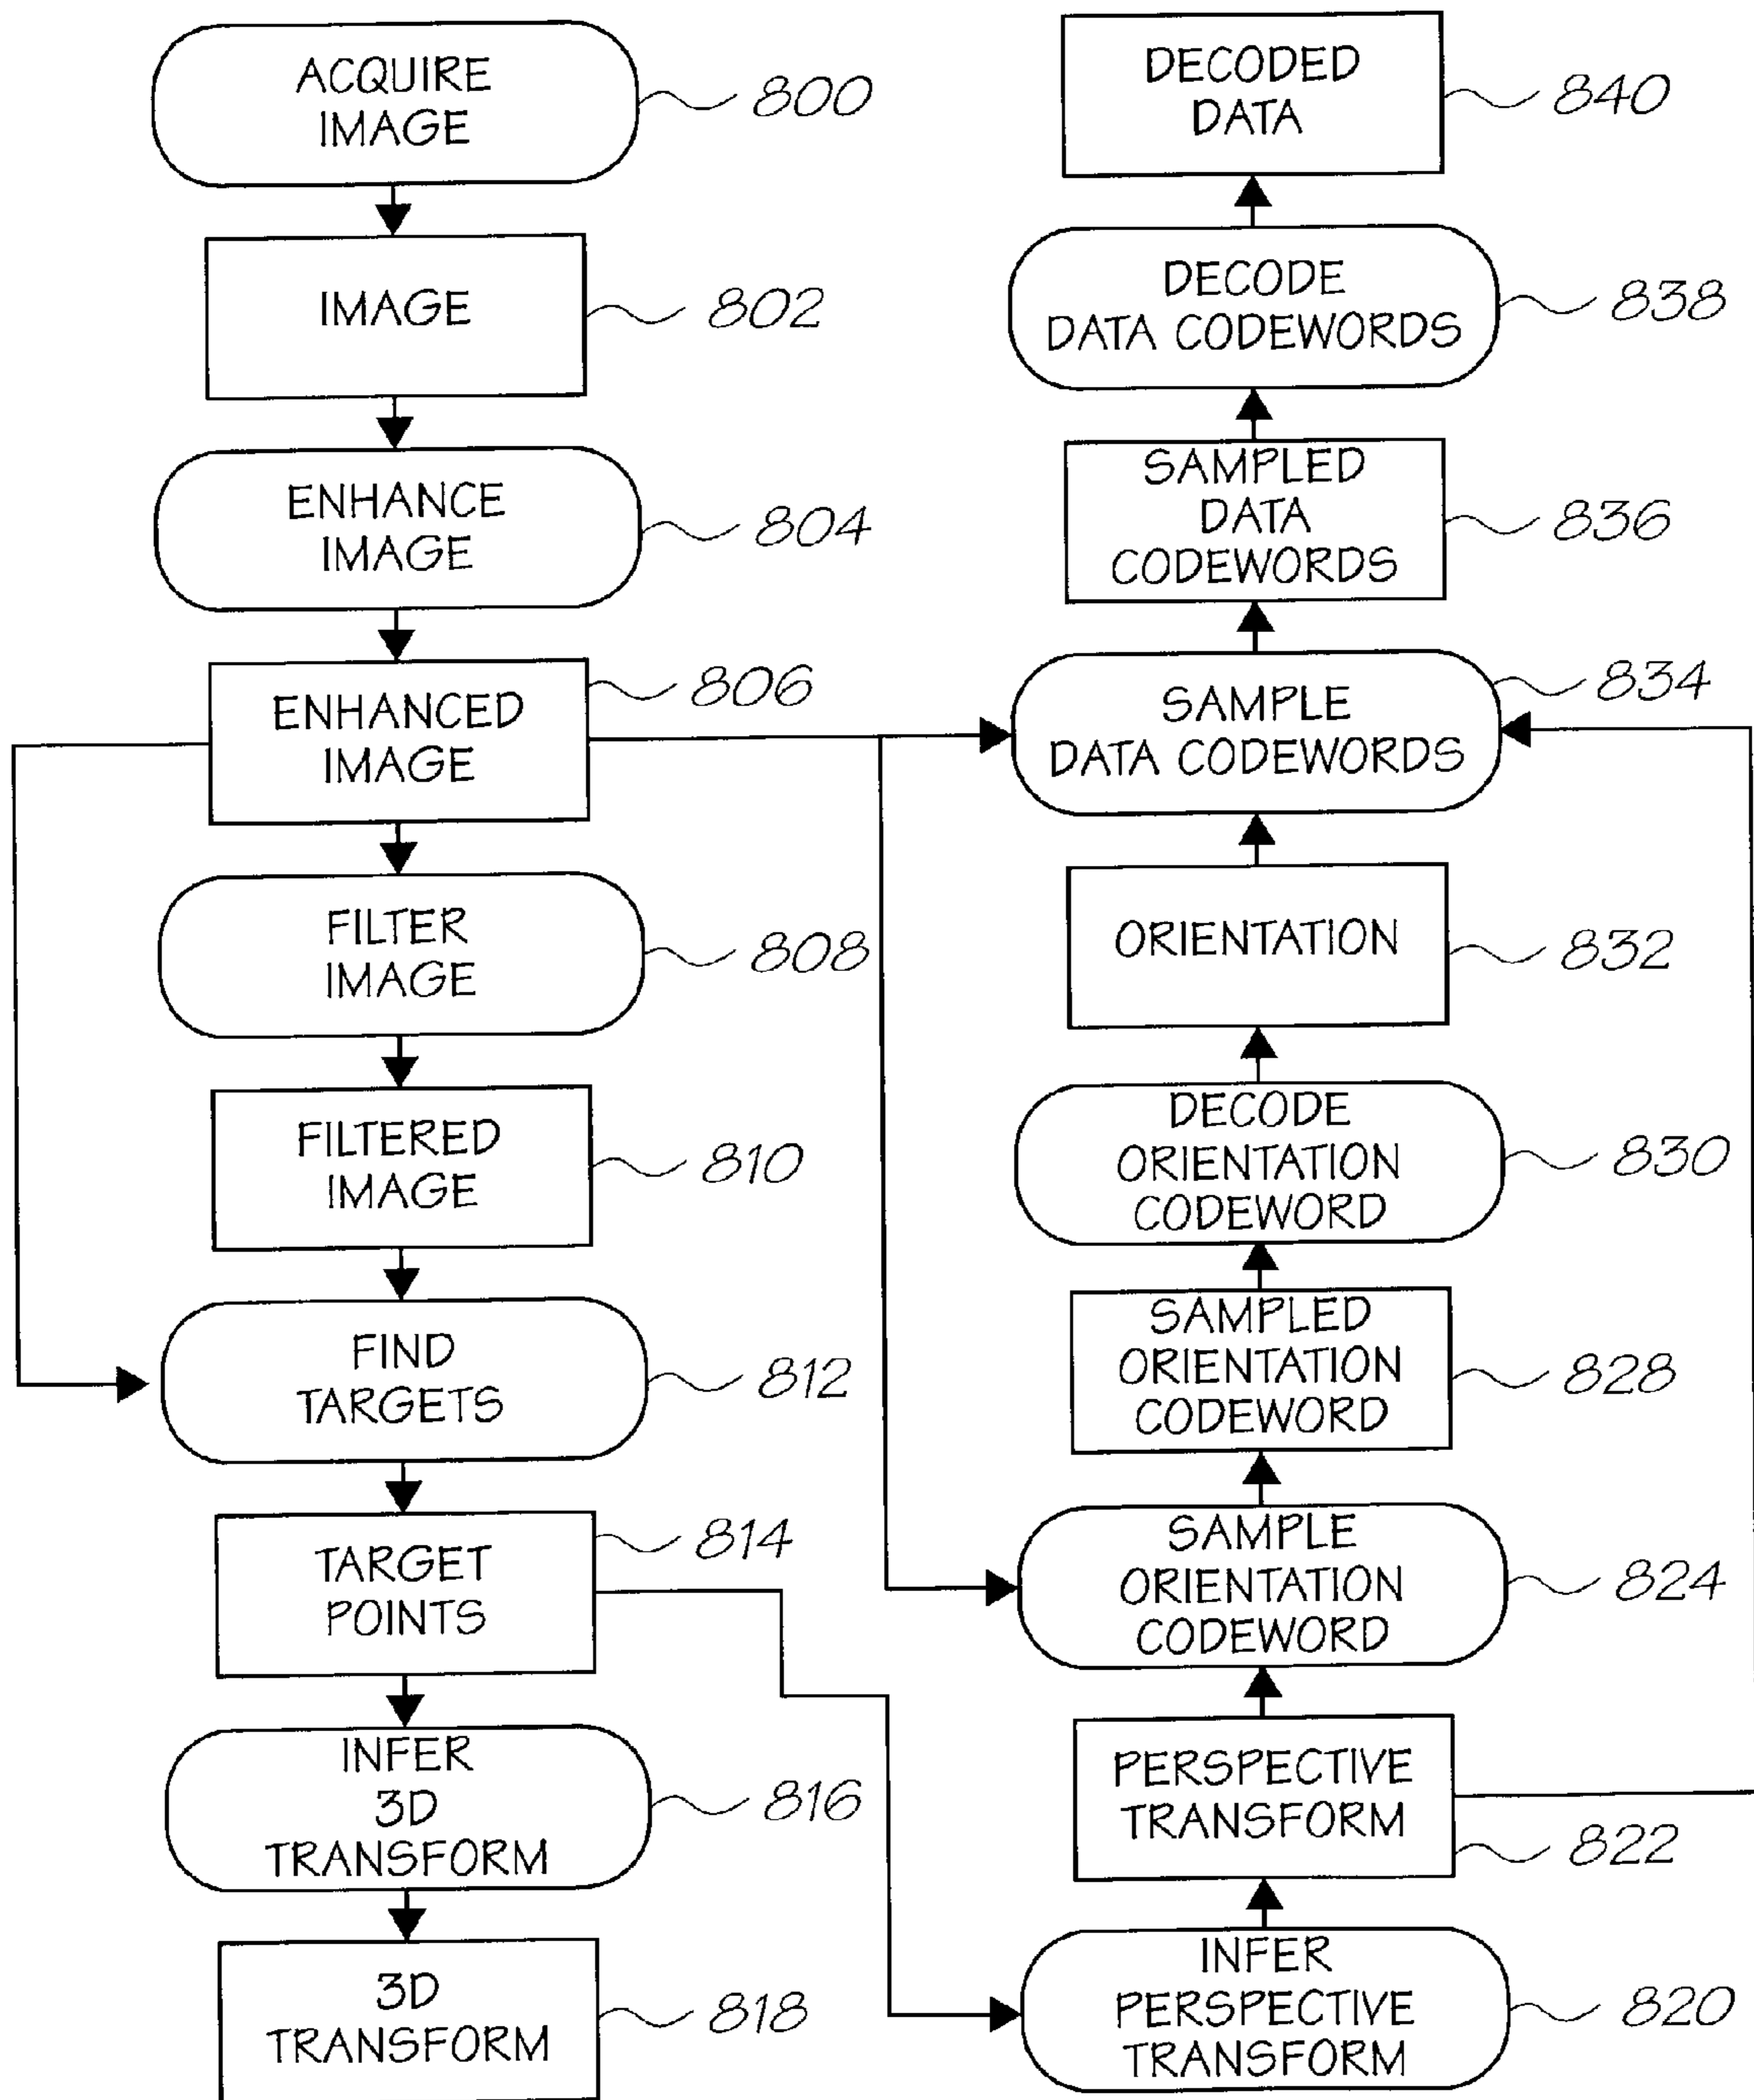 ACQUIRE
IMAGE
800
IMAGE
802
ENHANCE
IMAGE
804
ENHANCED
IMAGE
806
FILTER
IMAGE
808
FILTERED
IMAGE
810
FIND
TARGETS
812
TARGET
POINTS
814
INFER
3D
TRANSFORM
816
3D
TRANSFORM
818
DECODED
DATA
840
DECODE
DATA CODEWORDS
838
SAMPLED
DATA
CODEWORDS
836
SAMPLE
DATA CODEWORDS
834
ORIENTATION
832
DECODE
ORIENTATION
CODEWORD
830
SAMPLED
ORIENTATION
CODEWORD
828
SAMPLE
ORIENTATION
CODEWORD
824
PERSPECTIVE
TRANSFORM
822
INFER
PERSPECTIVE
TRANSFORM
820